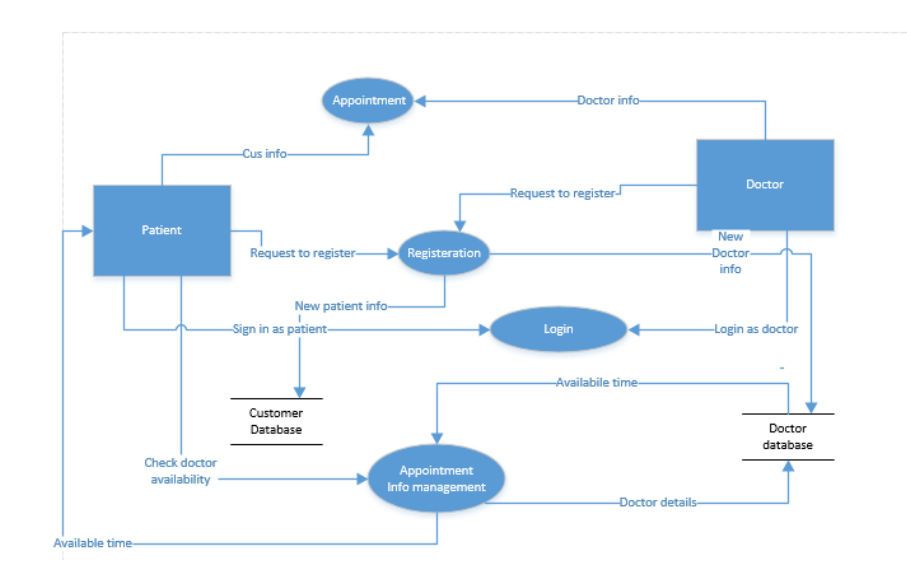 Appointment
Doctor info
Cus info
Doctor
Request to register
Patient
New
Doctor
info
Request to register
Registeration
New patient info
Sign in as patient
Login
Login as doctor
-
Availabile time
Customer
Database
Doctor
database
Check doctor
availability
Appointment
Info management
Doctor details
Available time